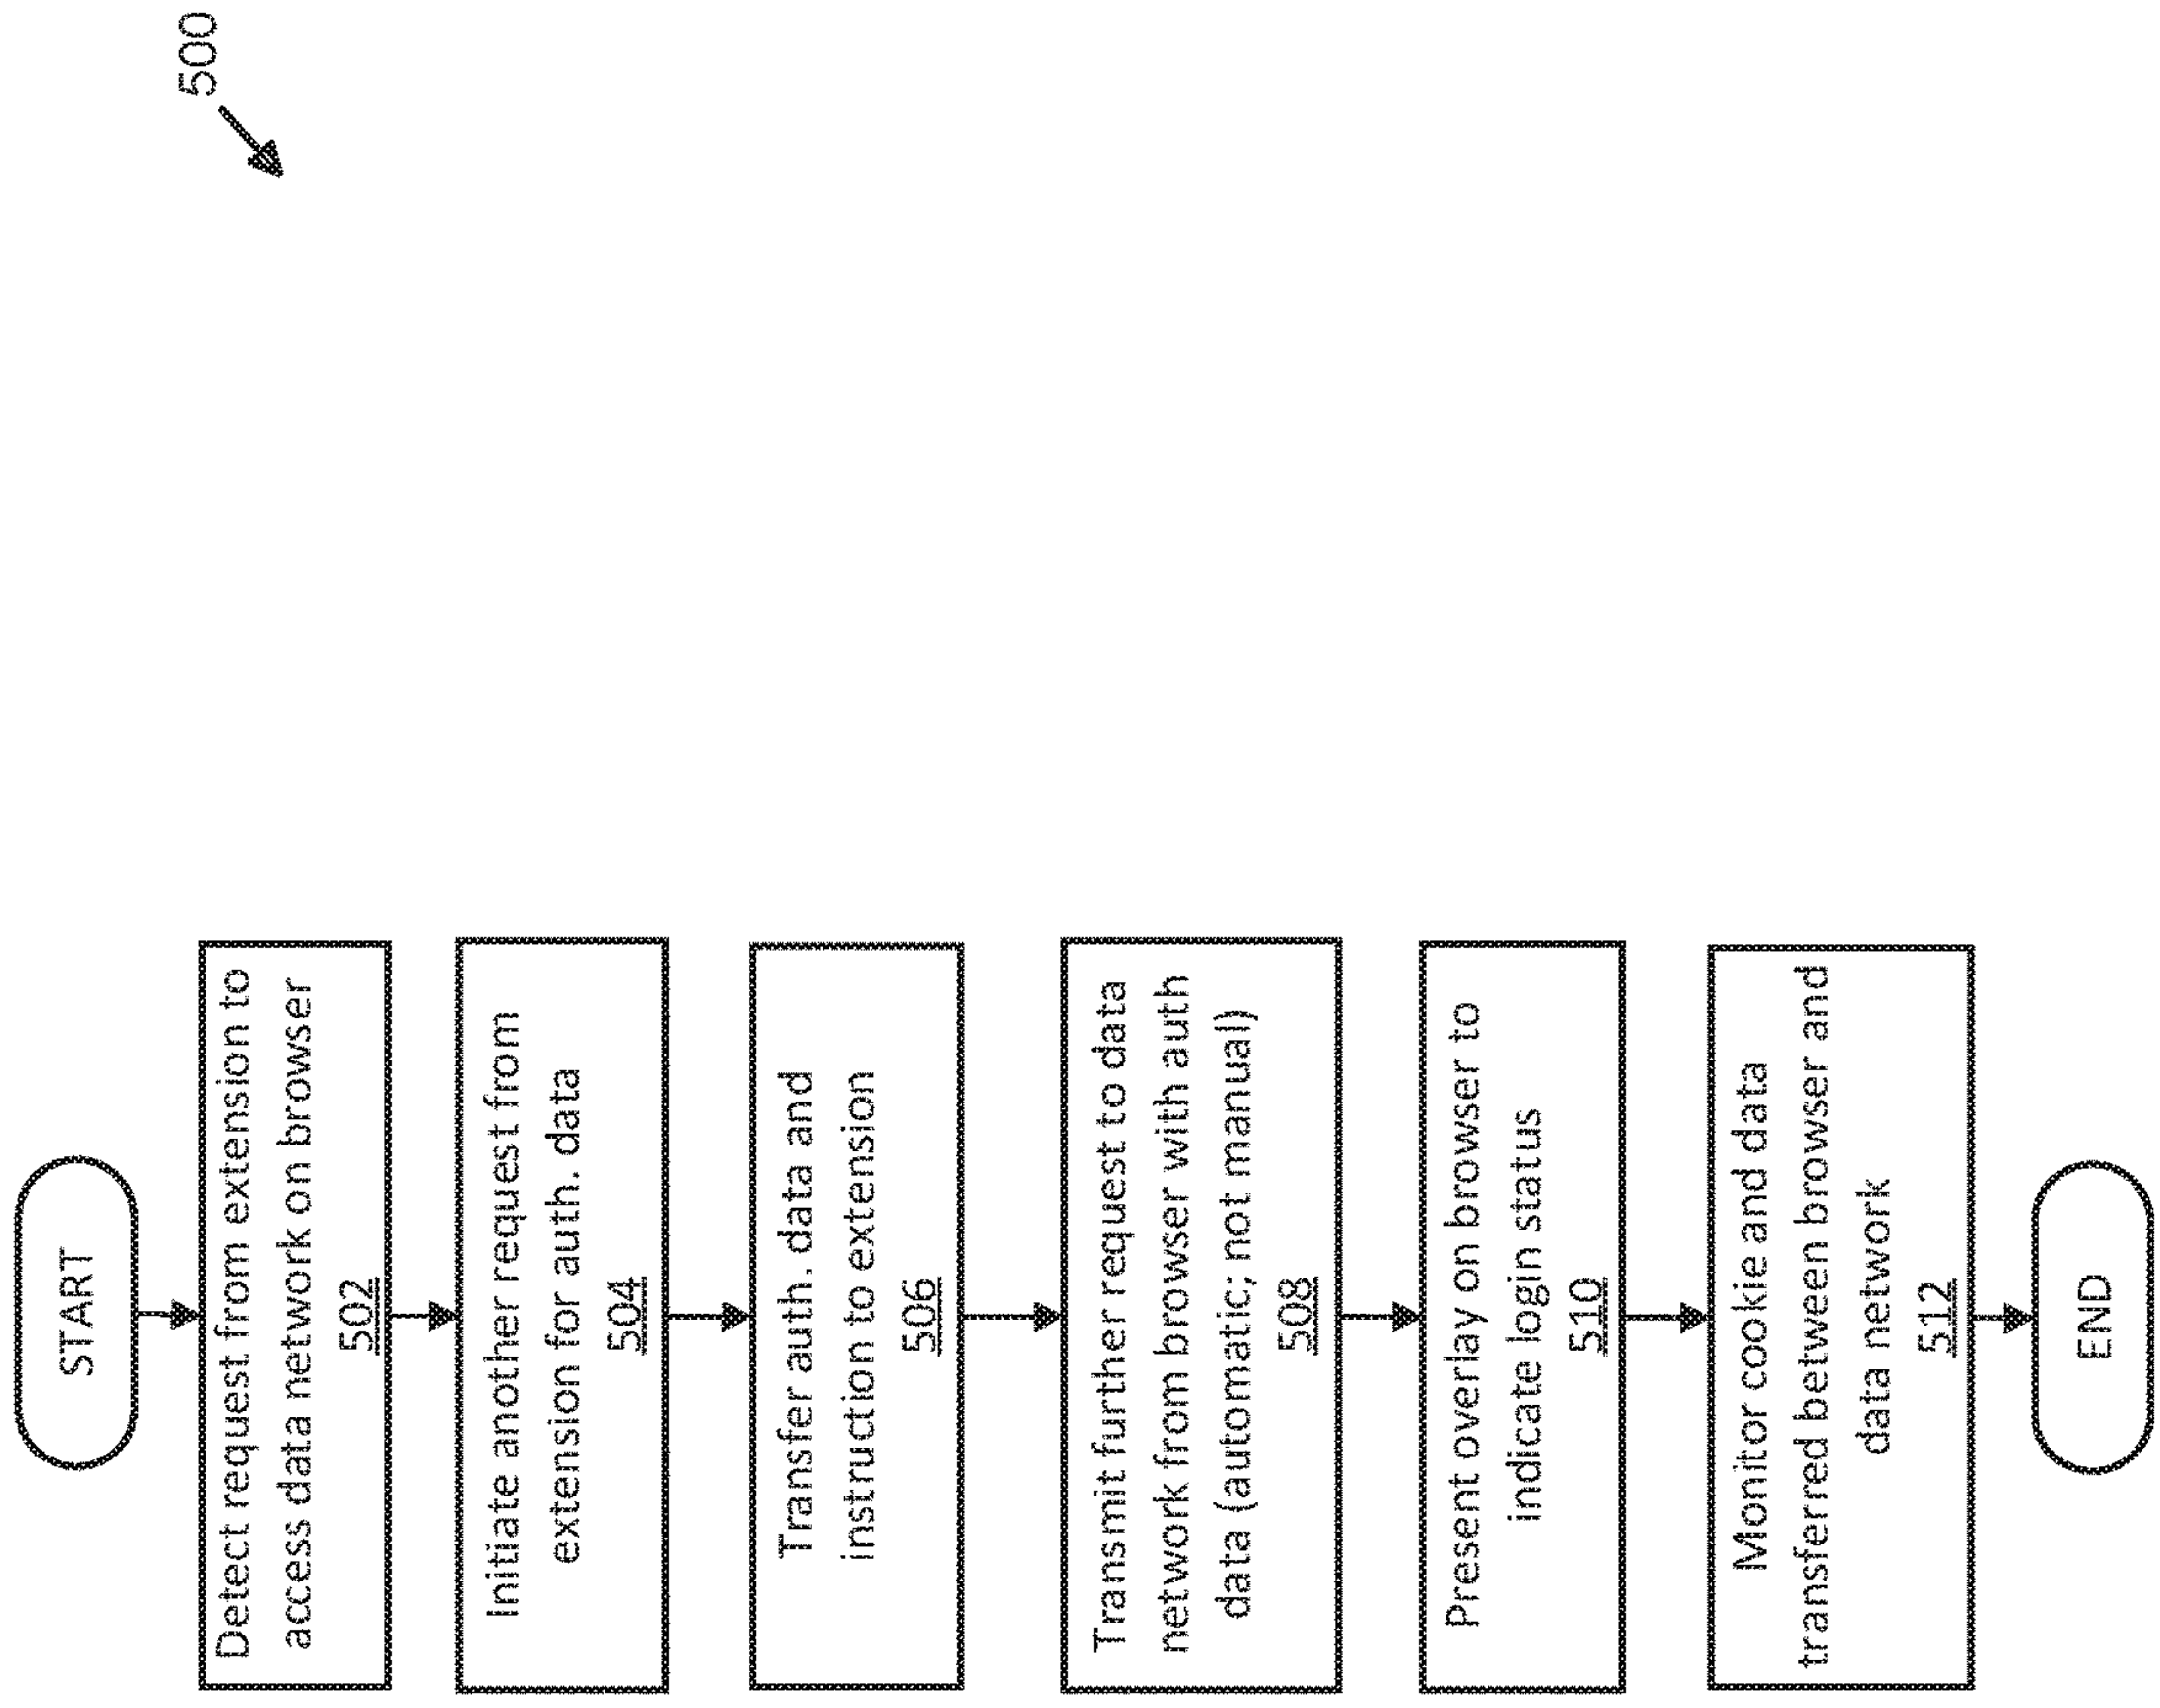 500
START
Detect request from extension to
access data network on browser
502
Initiate another request from
extension for auth. data
504
Transfer auth. data and
instruction to extension
506
Transmit further request to data
network from browser with auth
data (automatic; not manual)
508
Present overlay on browser to
indicate login status
510
Monitor cookie and data
transferred between browser and
data network
512
END